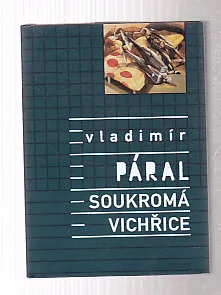 vladimír
PÁRAL
SOUKROMÁ
VICHŘICE